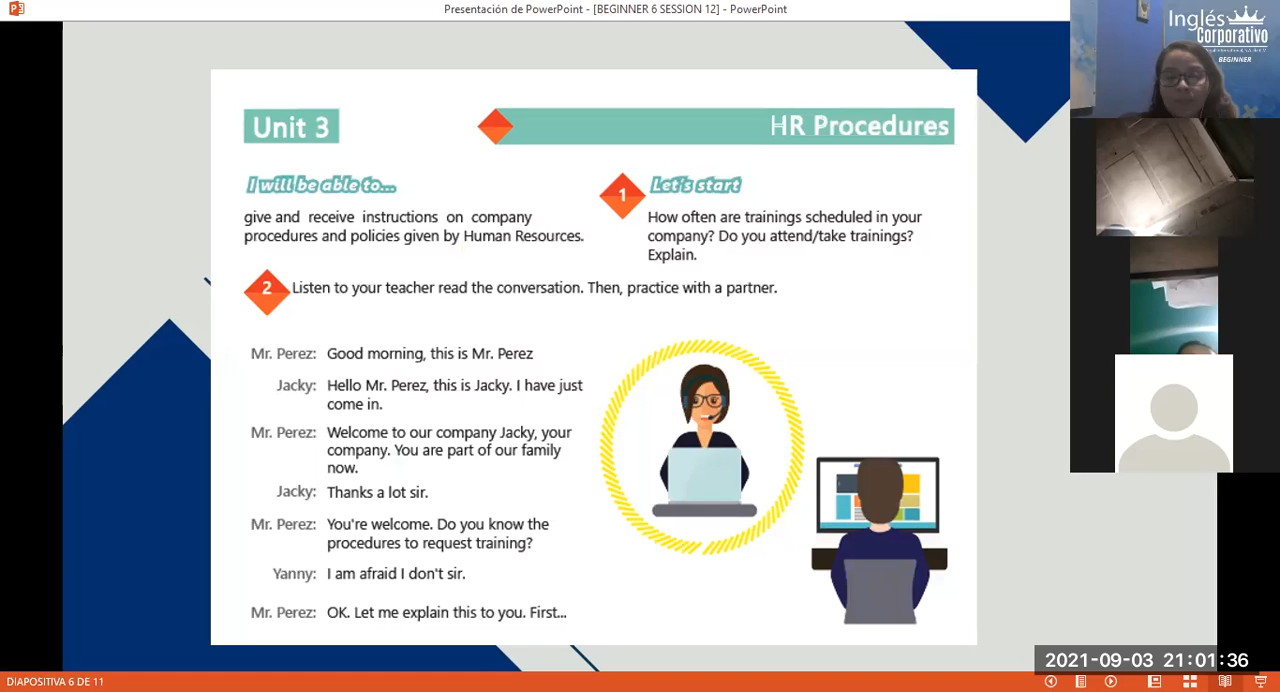 Presentación de PowerPoint - [BEGINNER 6 SESSION 12] - PowerPoint
Inglés
Corporativo
BEGINNER
Unit 3
HR Procedures
I will be able to...
give and receive instructions on company
procedures and policies given by Human Resources.
1
Let's start
How often are trainings scheduled in your
company? Do you attend/take trainings?
Explain.
2
Listen to your teacher read the conversation. Then, practice with a partner.
Mr. Perez: Good morning, this is Mr. Perez
Jacky: Hello Mr. Perez, this is Jacky. I have just
come in.
Mr. Perez: Welcome to our company Jacky, your
company. You are part of our family
now.
Jacky: Thanks a lot sir.
Mr. Perez: You're welcome. Do you know the
procedures to request training?
Yanny: I am afraid I don't sir.
Mr. Perez: OK. Let me explain this to you. First...
2021-09-03 21:01:36
DIAPOSITIVA 6 DE 11